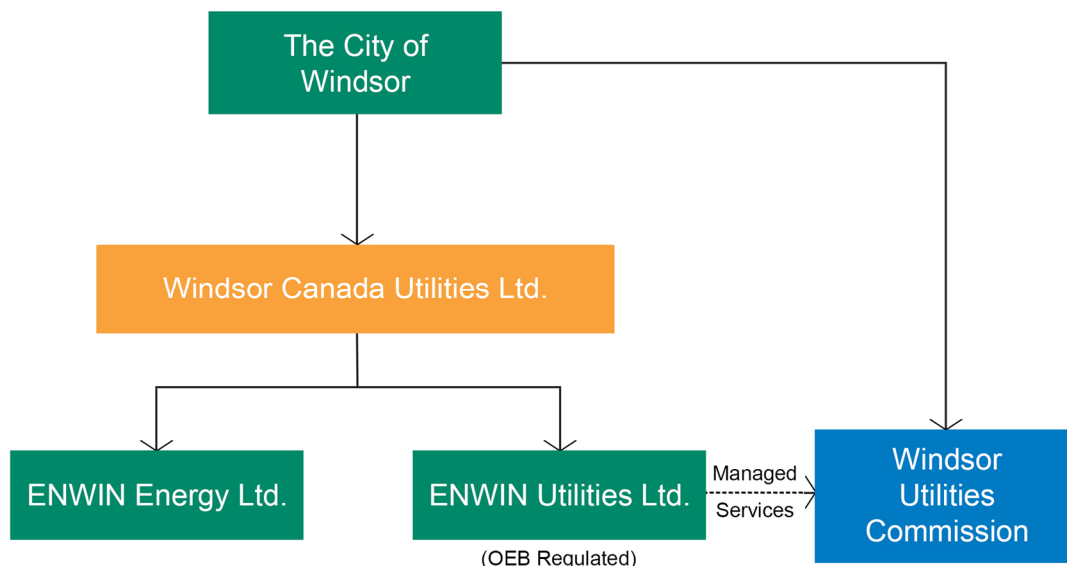 The City of
Windsor
Windsor Canada Utilities Ltd.
ENWIN Energy Ltd.
ENWIN Utilities Ltd.
(OEB Regulated)
Managed
Services
Windsor
Utilities
Commission